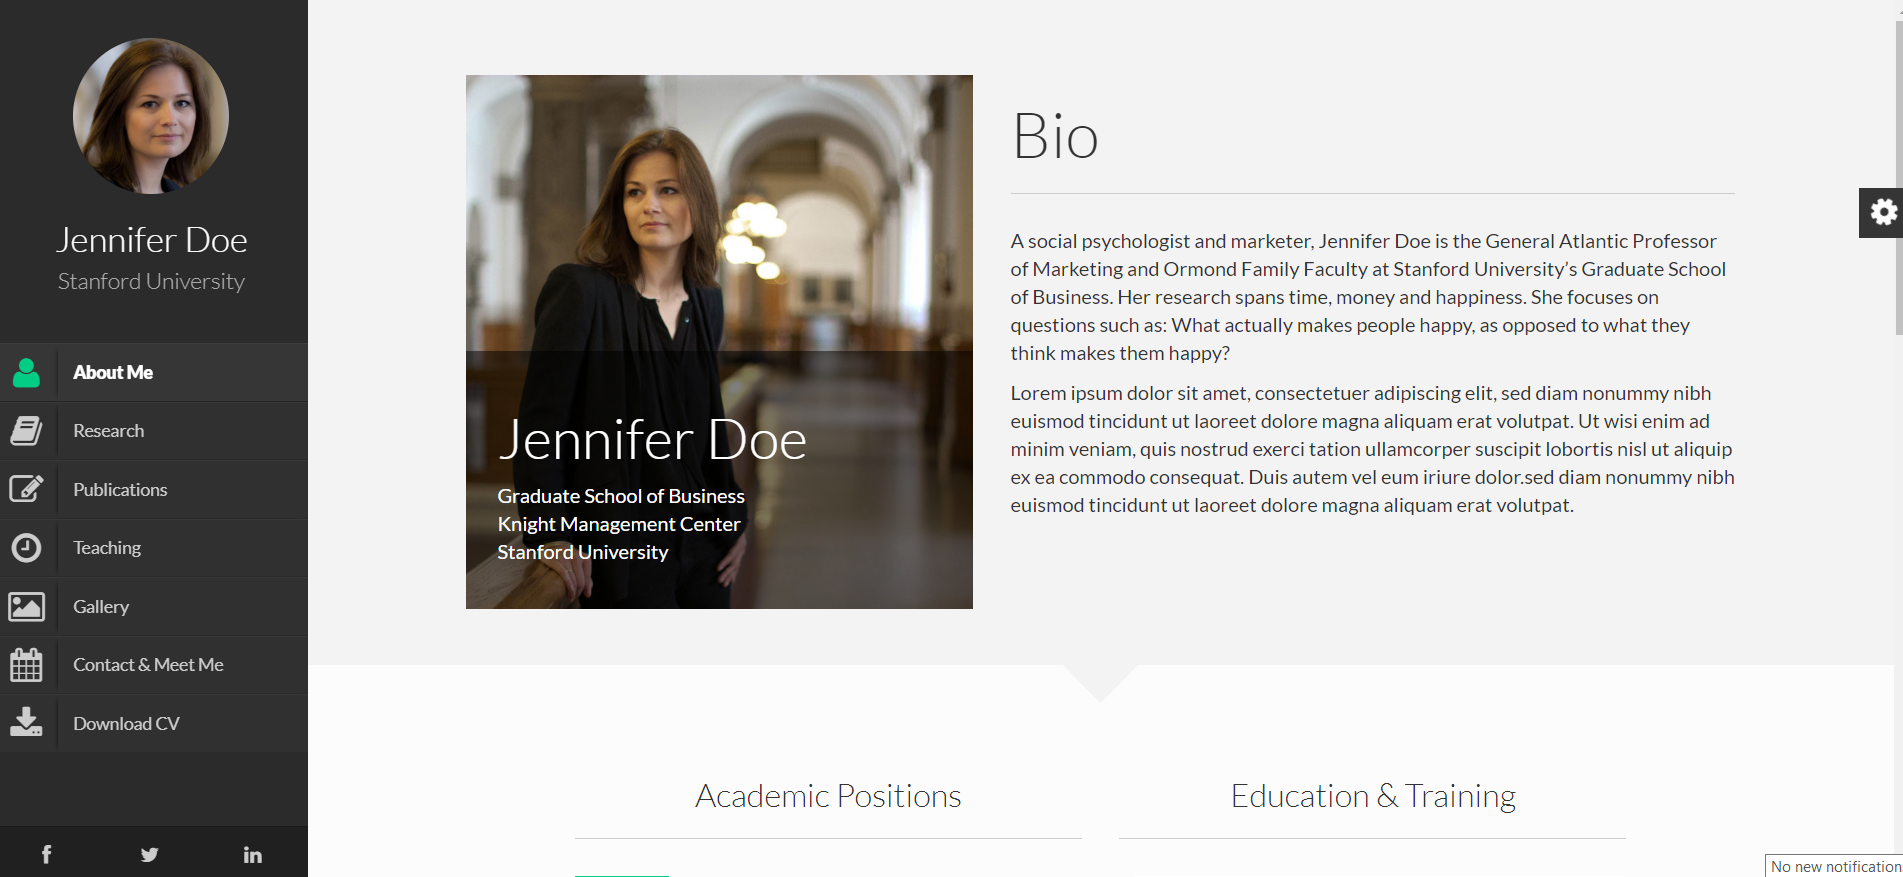 Jennifer Doe
Stanford University
About Me
Research
Publications
Teaching
Gallery
Contact & Meet Me
Download CV
Jennifer Doe
Graduate School of Business
Knight Management Center
Stanford University
Bio
A social psychologist and marketer, Jennifer Doe is the General Atlantic Professor
of Marketing and Ormond Family Faculty at Stanford University’s Graduate School
of Business. Her research spans time, money and happiness. She focuses on
questions such as: What actually makes people happy, as opposed to what they
think makes them happy?
Lorem ipsum dolor sit amet, consectetuer adipiscing elit, sed diam nonummy nibh
euismod tincidunt ut laoreet dolore magna aliquam erat volutpat. Ut wisi enim ad
minim veniam, quis nostrud exerci tation ullamcorper suscipit lobortis nisl ut aliquip
ex ea commodo consequat. Duis autem vel eum iriure dolor.sed diam nonummy nibh
euismod tincidunt ut laoreet dolore magna aliquam erat volutpat.
Academic Positions
Education & Training
No new notification